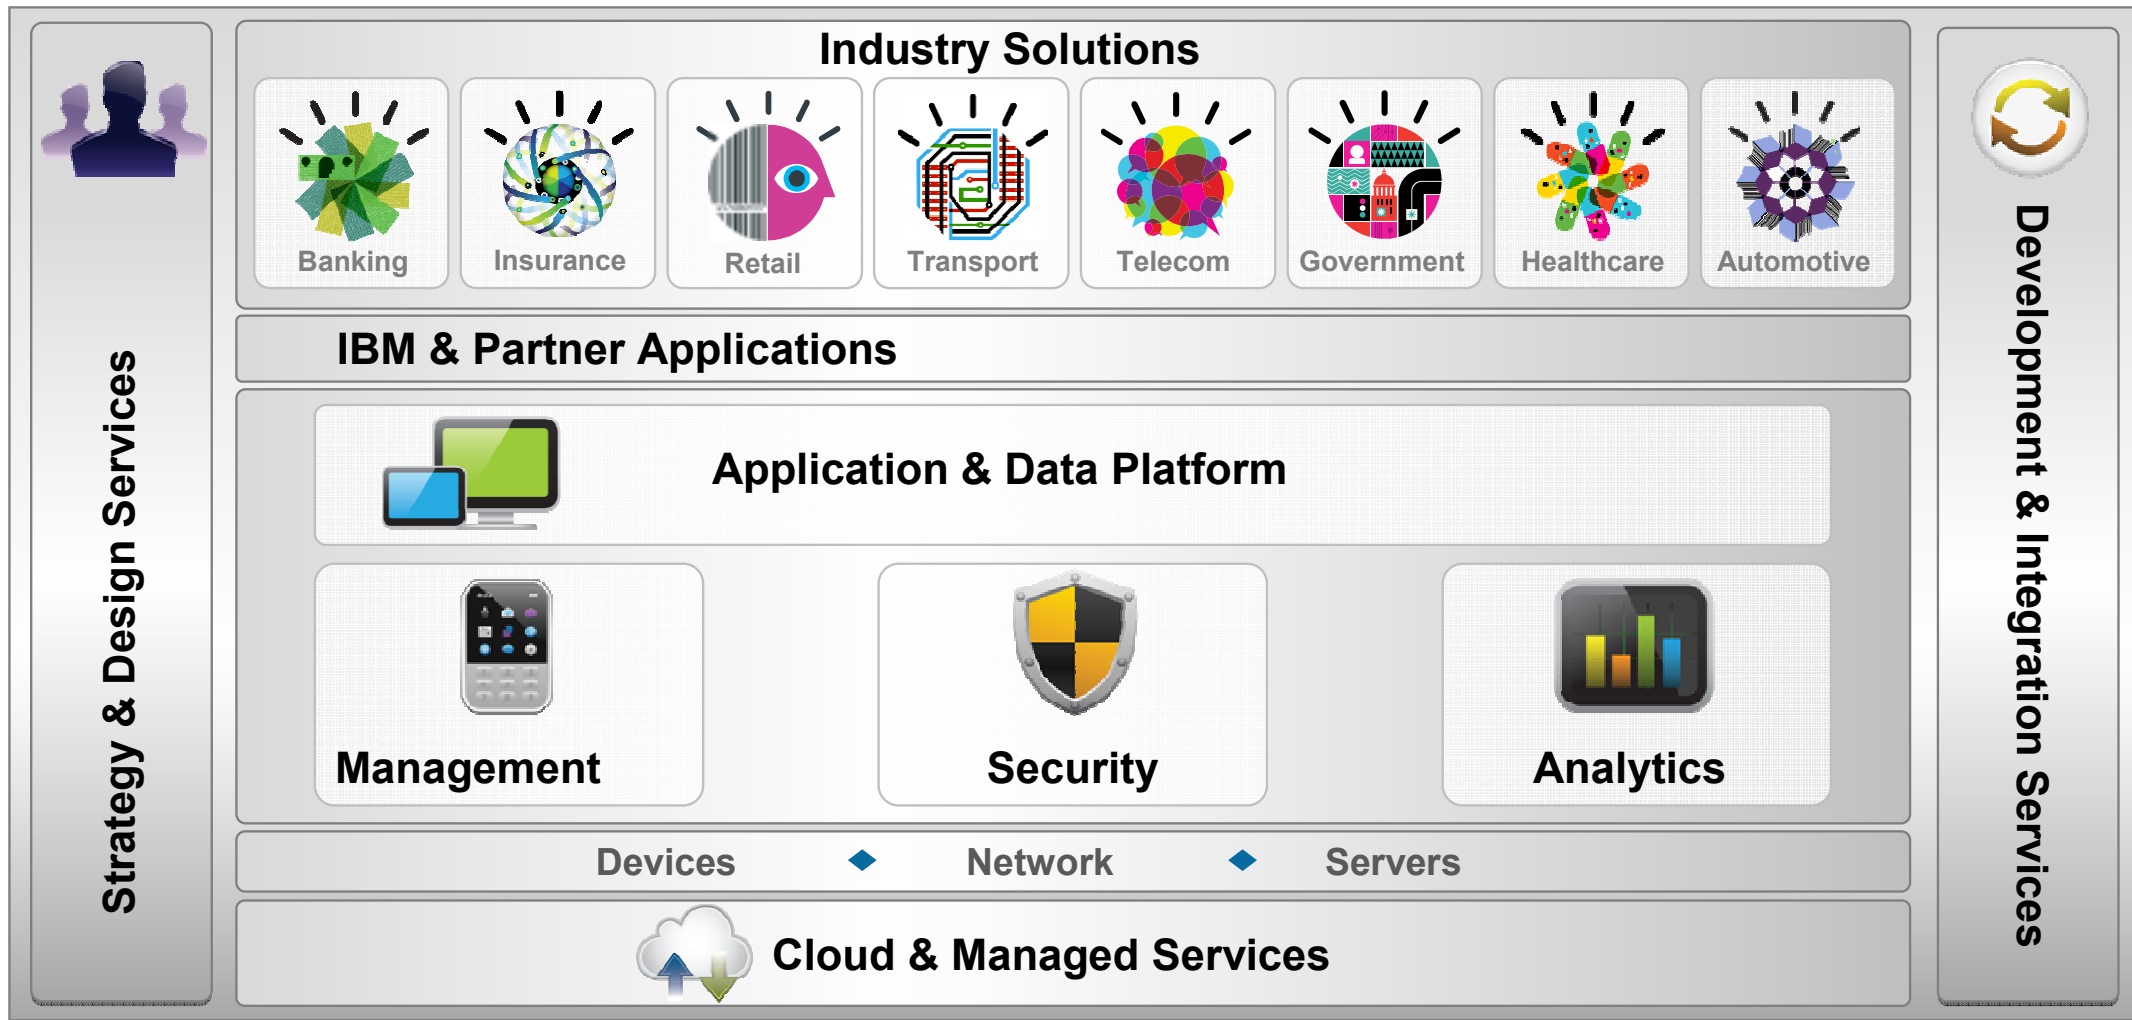 Strategy & Design Services
Industry Solutions
Banking
Insurance
Retail
Transport
Telecom
Government
Healthcare
Automotive
IBM & Partner Applications
Application & Data Platform
Management
Security
Analytics
Devices
Network
Servers
Cloud & Managed Services
Development & Integration Services